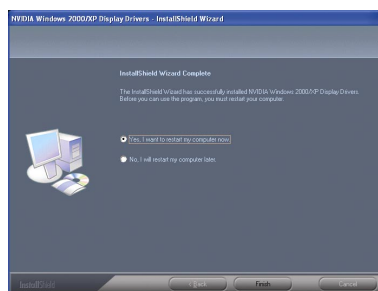 NVIDIA Windows 2000/XP Display Drivers - InstallShield Wizard
InstallShield Wizard Complete
The InstallShield Wizard has successfully installed NVIDIA Windows 2000/XP Display Drivers.
Before you can use the program, you must restart your computer.
Yes, I want to restart my computer now.
No, I will restart my computer later.
InstallShield
< Back
Finish
Cancel